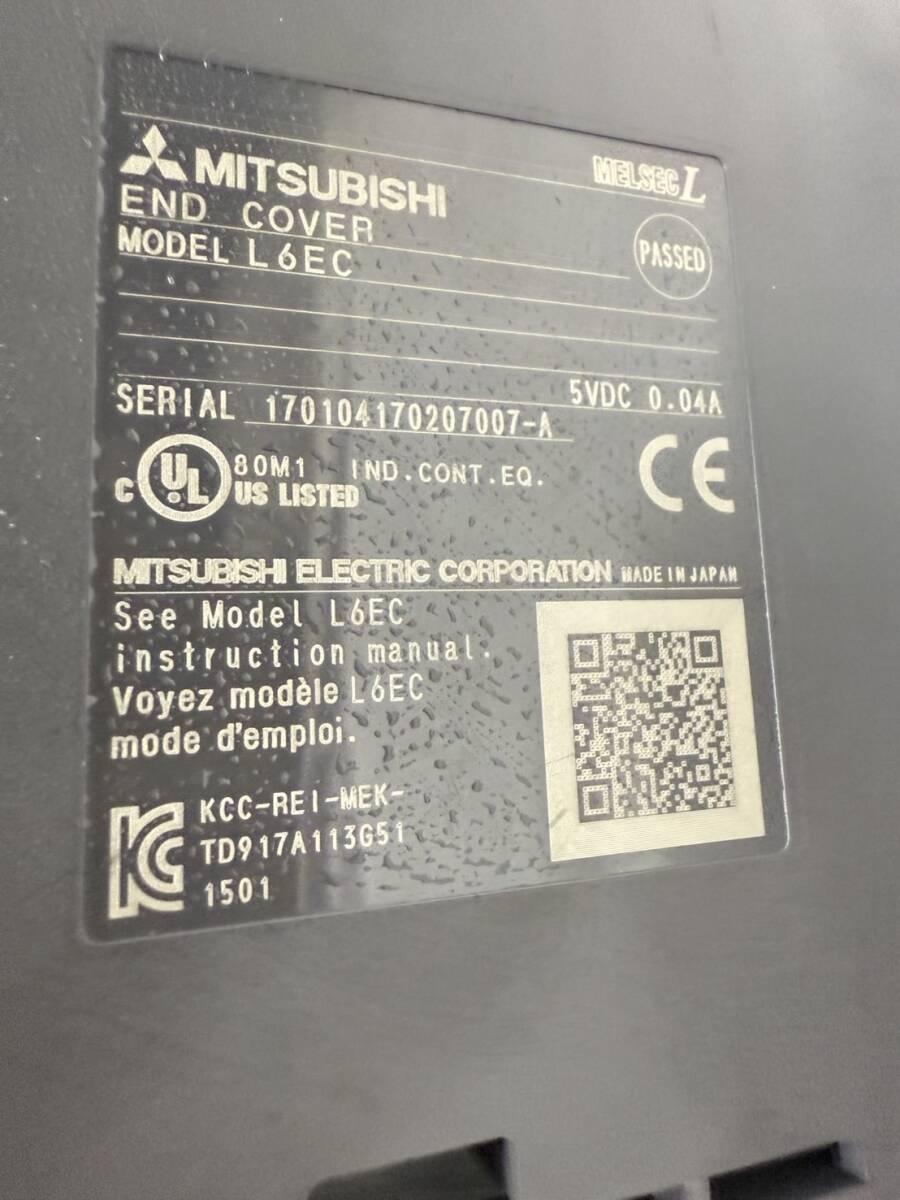 MITSUBISHI
MELSEC L
END COVER
MODEL L6EC
PASSED
5VDC 0.04A
SERIAL 170104170207007-A
C UL US LISTED
80M1 IND.CONT.EQ.
CE
MITSUBISHI ELECTRIC CORPORATION MADE IN JAPAN
See Model L6EC
instruction manual.
Voyez modèle L6EC
mode d'emploi.
KCC-REI-MEK-
TD917A113G51
1501